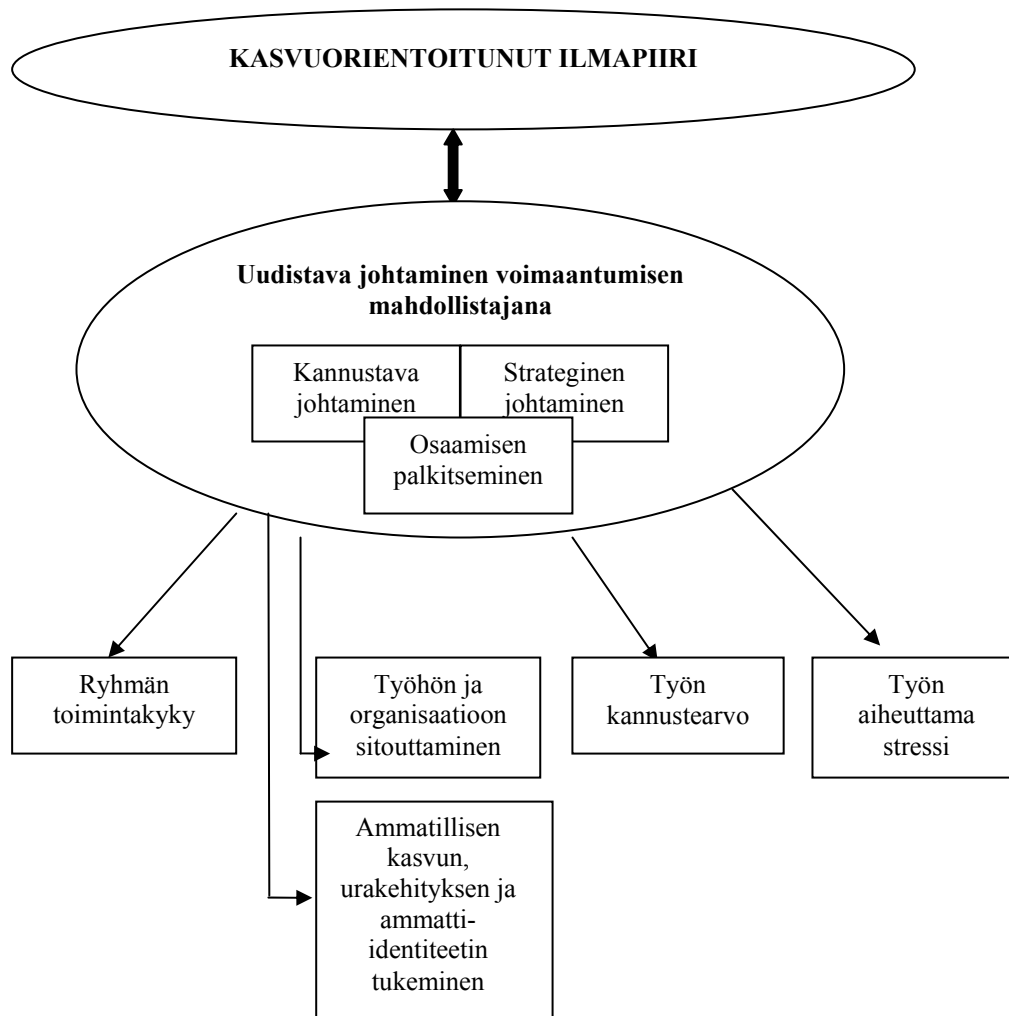 KASVUORIENTOITUNUT ILMAPIIRI
Uudistava johtaminen voimaantumisen
mahdollistajana
Kannustava
johtaminen
Strateginen
johtaminen
Osaamisen
palkitseminen
Ryhmän
toimintakyky
Työhön ja
organisaatioon
sitouttaminen
Työn
kannustearvo
Työn
aiheuttama
stressi
Ammatillisen
kasvun,
urakehityksen ja
ammatti-
identiteetin
tukeminen